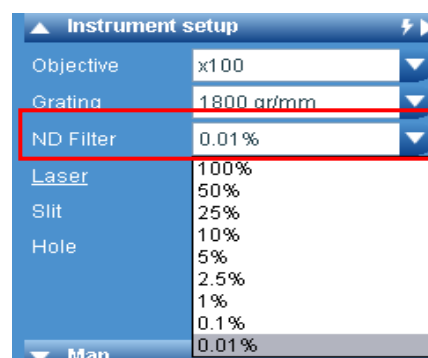 Instrument setup
Objective x100
Grating 1800 gr/mm
ND Filter 0.01%
Laser 100%
50%
Slit 25%
10%
Hole 5%
2.5%
1%
0.1%
Map 0.01%